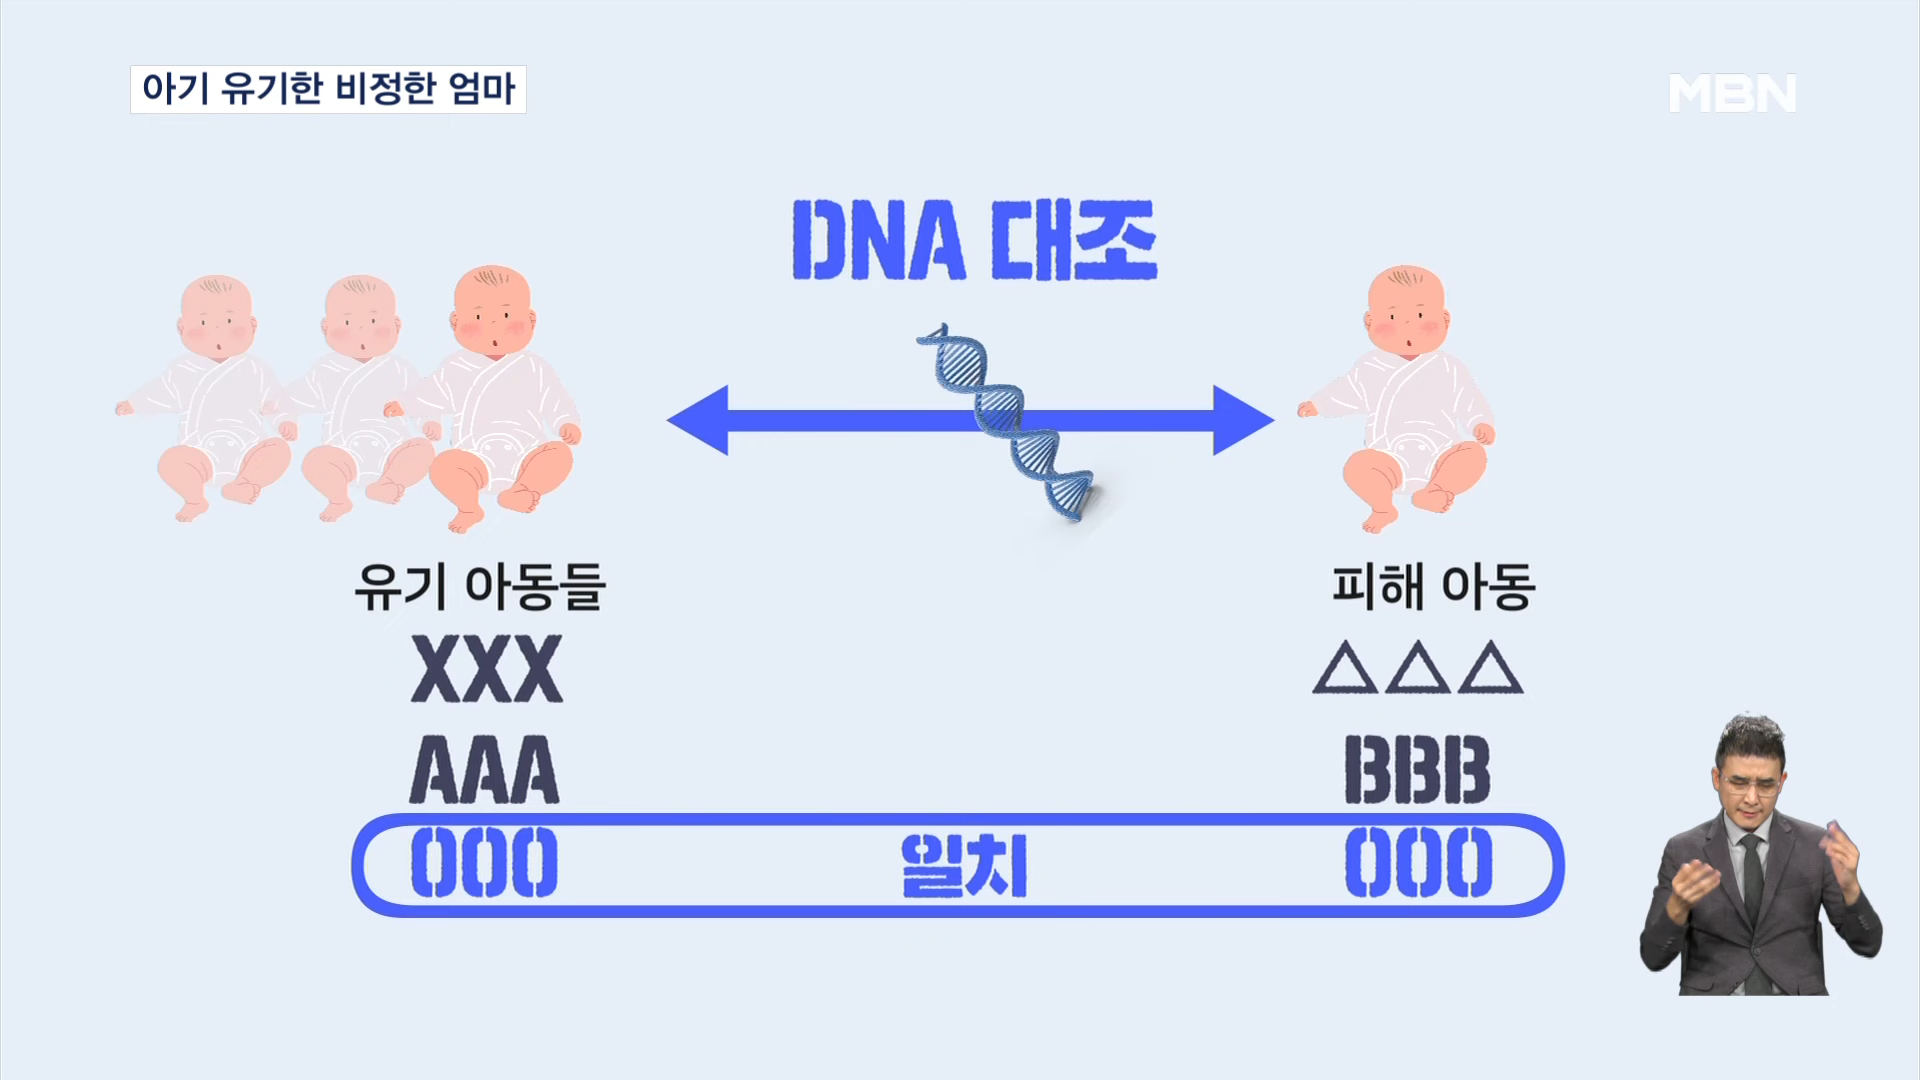 아기 유기한 비정한 엄마
MBN
DNA 대조
유기 아동들
피해 아동
XXX
△△△
AAA
BBB
OOO
일치
OOO